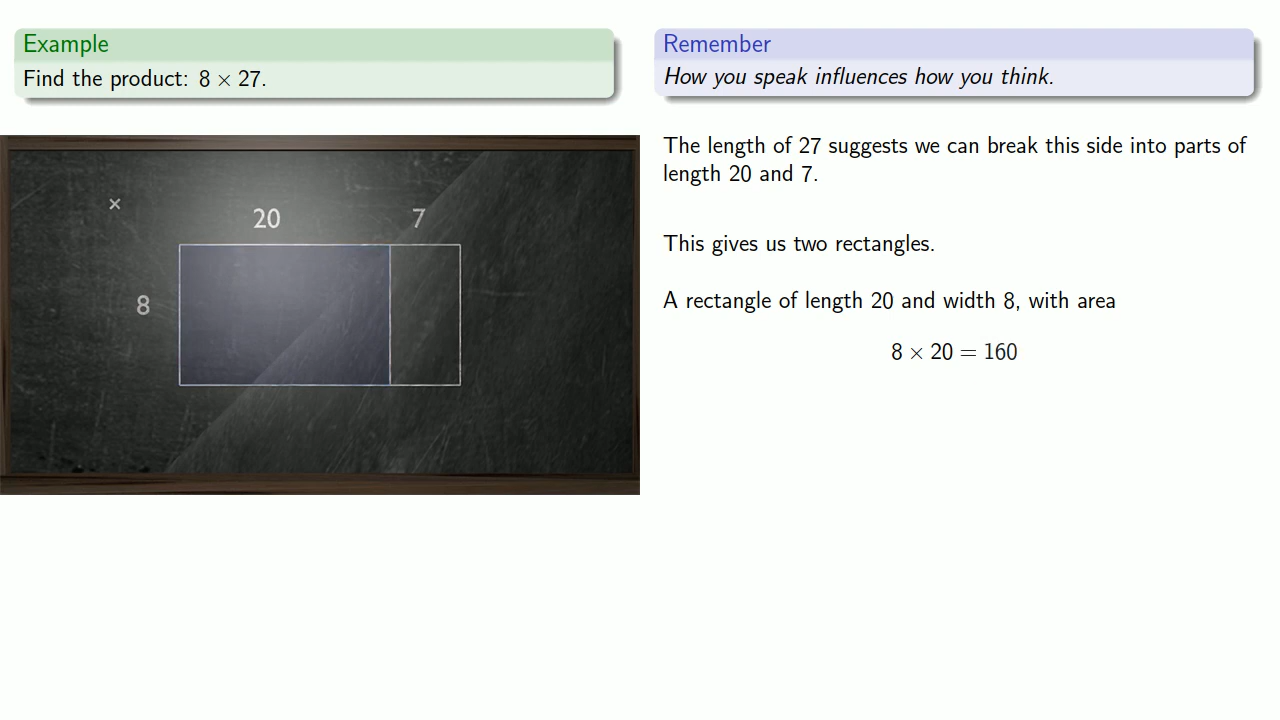 Example
Find the product: 8 × 27.
Remember
How you speak influences how you think.
×
20
7
8
The length of 27 suggests we can break this side into parts of
length 20 and 7.
This gives us two rectangles.
A rectangle of length 20 and width 8, with area
8 × 20 = 160